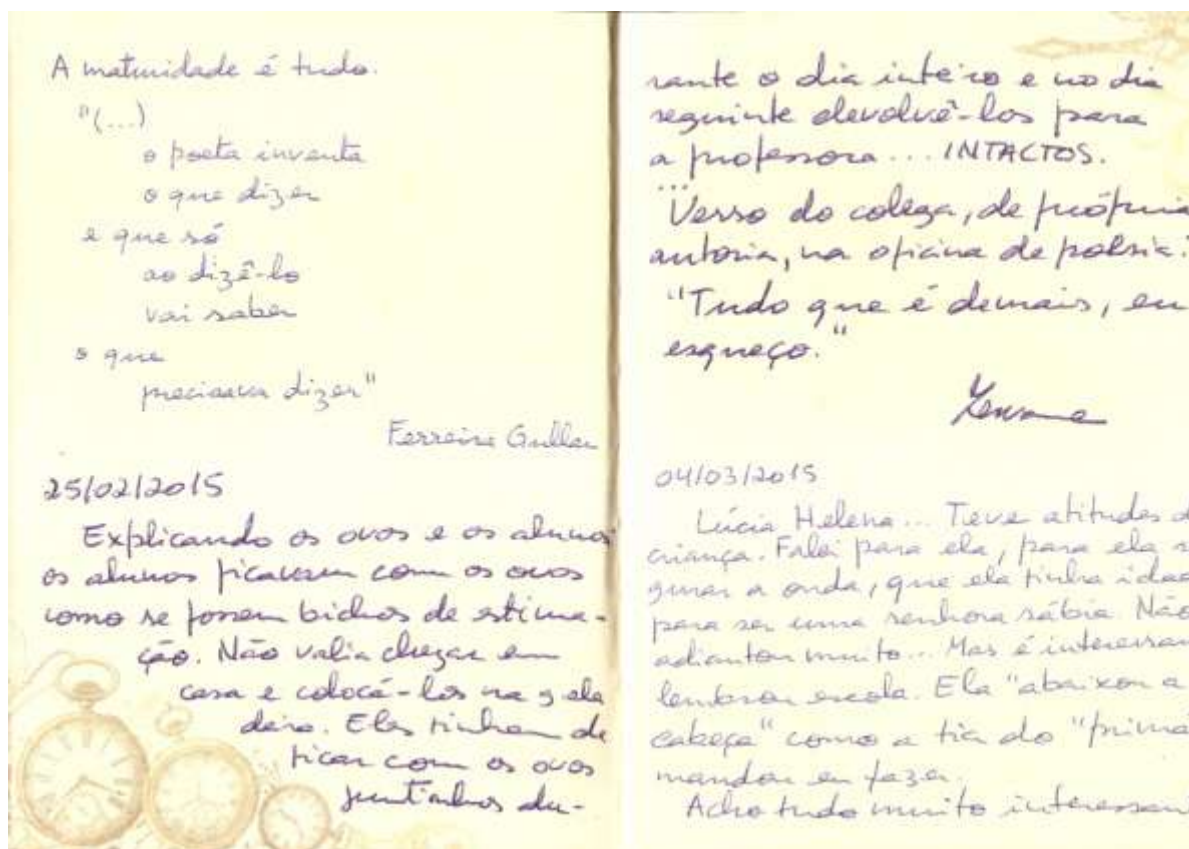 A maturidade é tudo.
"(...)
o poeta inventa
o que dizer
e que só
ao dizê-lo
vai saber
o que
precisava dizer"
Ferreira Gullar
25/02/2015
Explicando os ovos e os alunos
os alunos ficavam com os ovos
como se fossem bichos de estima-
ção. Não valia chegar em
casa e colocá-los na gela
deira. Eles tinham de
ficar com os ovos
juntinhos du-
rante o dia inteiro e no dia
seguinte devolvê-los para
a professora... INTACTOS.
...
Verso do colega, de própria
autoria, na oficina de poesia:
"Tudo que é demais, eu
esqueço."
04/03/2015
Lúcia Helena... Teve atitudes d
criança. Falei para ela, para ela s
gurar a onda, que ela tinha idad
para ser uma senhora sábia. Não
adiantou muito... Mas é interessan
lembrou escola. Ela "abaixou a
cabeça" como a tia do "prima
mandou eu fazer.
Acho tudo muito interessan